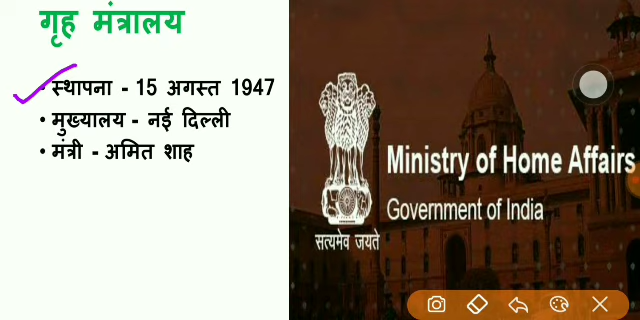 गृह मंत्रालय
• स्थापना - 15 अगस्त 1947
• मुख्यालय - नई दिल्ली
• मंत्री - अमित शाह
Ministry of Home Affairs
Government of India
सत्यमेव जयते